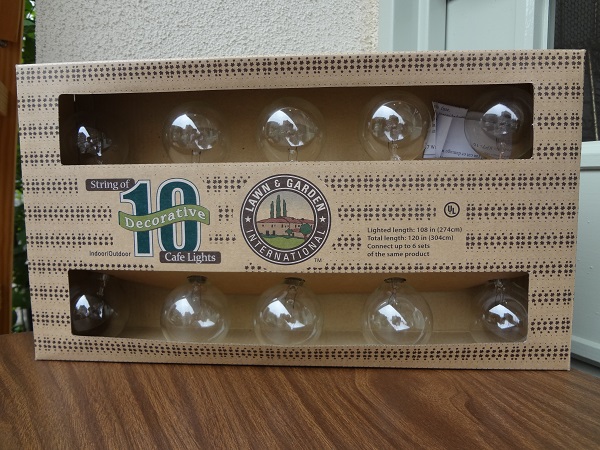 String of
10
Decorative
Indoor/Outdoor
Cafe Lights
LAWN & GARDEN
INTERNATIONAL
TM
UL
Lighted length: 108 in (274cm)
Total length: 120 in (304cm)
Connect up to 6 sets
of the same product